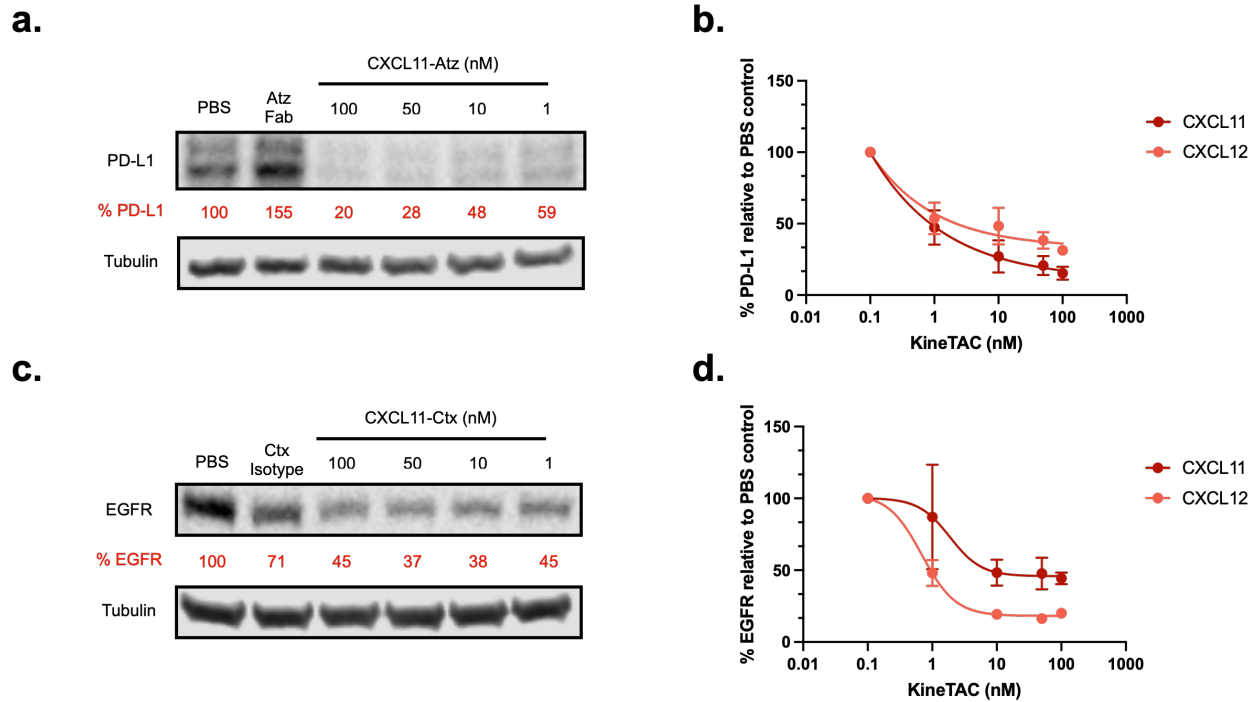 a.
CXCL11-Atz (nM)
PBS
Atz
Fab
100 50 10 1
PD-L1
% PD-L1 100 155 20 28 48 59
Tubulin
b.
% PD-L1 relative to PBS control
150
100
50
0
0.01 0.1 1 10 100 1000
KineTAC (nM)
CXCL11
CXCL12
c.
CXCL11-Ctx (nM)
PBS
Ctx
Isotype
100 50 10 1
EGFR
% EGFR 100 71 45 37 38 45
Tubulin
d.
% EGFR relative to PBS control
150
100
50
0
0.01 0.1 1 10 100 1000
KineTAC (nM)
CXCL11
CXCL12